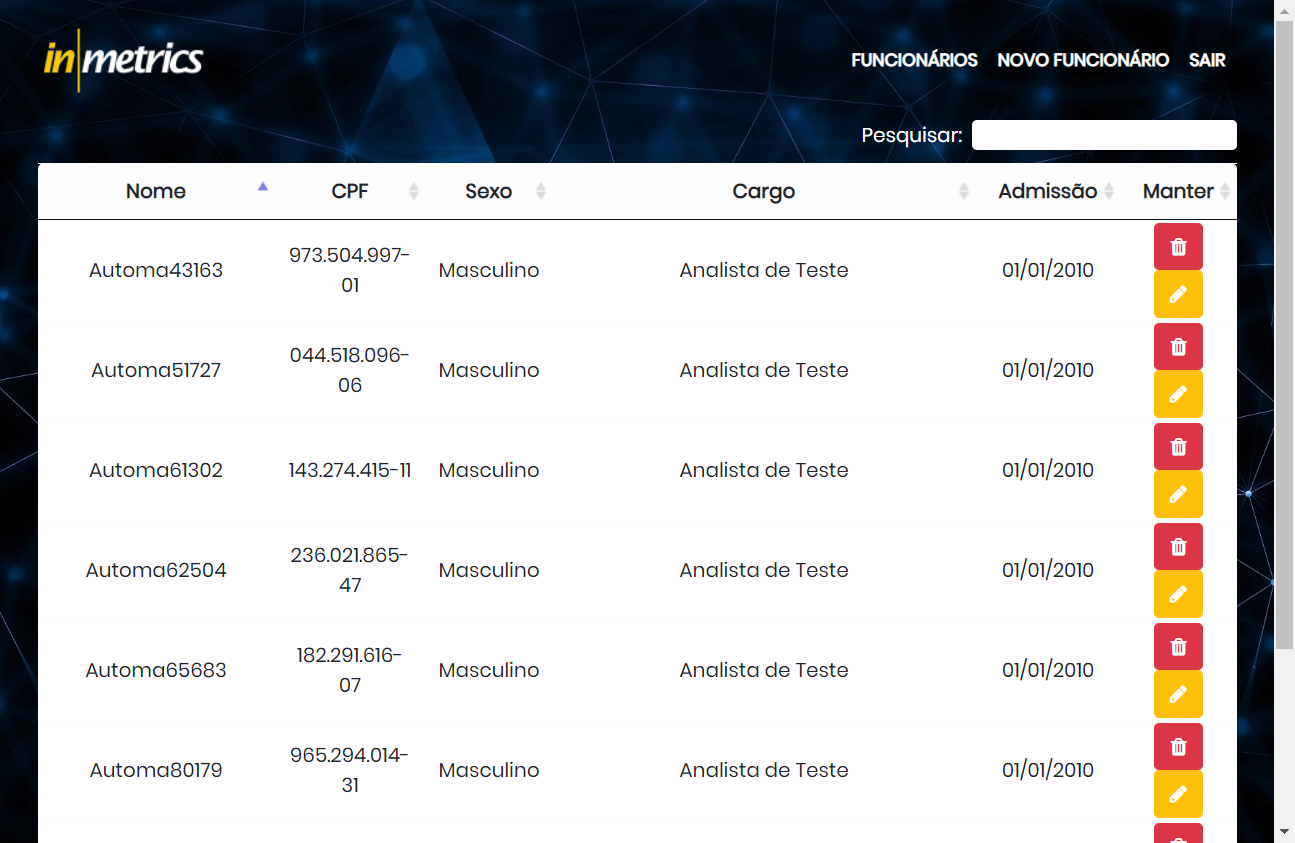 in|metrics
FUNCIONÁRIOS NOVO FUNCIONÁRIO SAIR
Pesquisar:
Nome CPF Sexo Cargo Admissão Manter
Automa43163 973.504.997-01 Masculino Analista de Teste 01/01/2010
Automa51727 044.518.096-06 Masculino Analista de Teste 01/01/2010
Automa61302 143.274.415-11 Masculino Analista de Teste 01/01/2010
Automa62504 236.021.865-47 Masculino Analista de Teste 01/01/2010
Automa65683 182.291.616-07 Masculino Analista de Teste 01/01/2010
Automa80179 965.294.014-31 Masculino Analista de Teste 01/01/2010